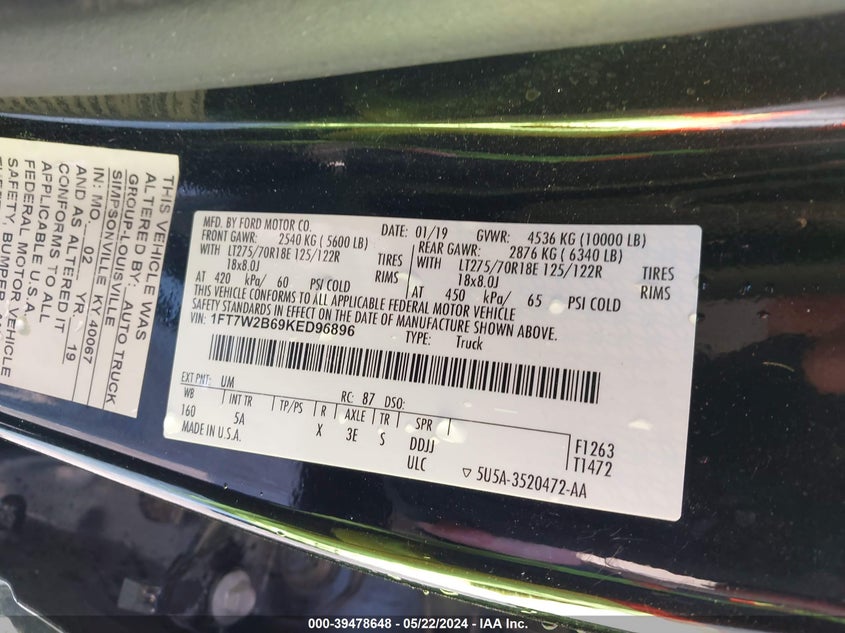 THIS VEHICLE WAS
ALTERED BY: AUTO TRUCK
GROUP-LOUISVILLE
SIMPSONVILLE KY 40067
IN: MO. 02 YR. 19
AND AS ALTERED IT
CONFORMS TO ALL
APPLICABLE U.S.A.
FEDERAL MOTOR VEHICLE
SAFETY, BUMPER
MFD. BY FORD MOTOR CO. DATE: 01/19 GVWR: 4536 KG (10000 LB)
FRONT GAWR: 2540 KG ( 5600 LB) REAR GAWR: 2876 KG ( 6340 LB)
WITH LT275/70R18E 125/122R TIRES WITH LT275/70R18E 125/122R TIRES
18x8.0J RIMS 18x8.0J RIMS
AT 420 kPa/ 60 PSI COLD AT 450 kPa/ 65 PSI COLD
THIS VEHICLE CONFORMS TO ALL APPLICABLE FEDERAL MOTOR VEHICLE
SAFETY STANDARDS IN EFFECT ON THE DATE OF MANUFACTURE SHOWN ABOVE.
VIN: 1FT7W2B69KED96896 TYPE: Truck
EXT PNT: UM RC: 87 DSO:
WB INT TR TP/PS R AXLE TR SPR
160 5A X 3E S DDJJ F1263
MADE IN U.S.A. ULC T1472
▽ 5U5A-3520472-AA
000-39478648 - 05/22/2024 - IAA Inc.